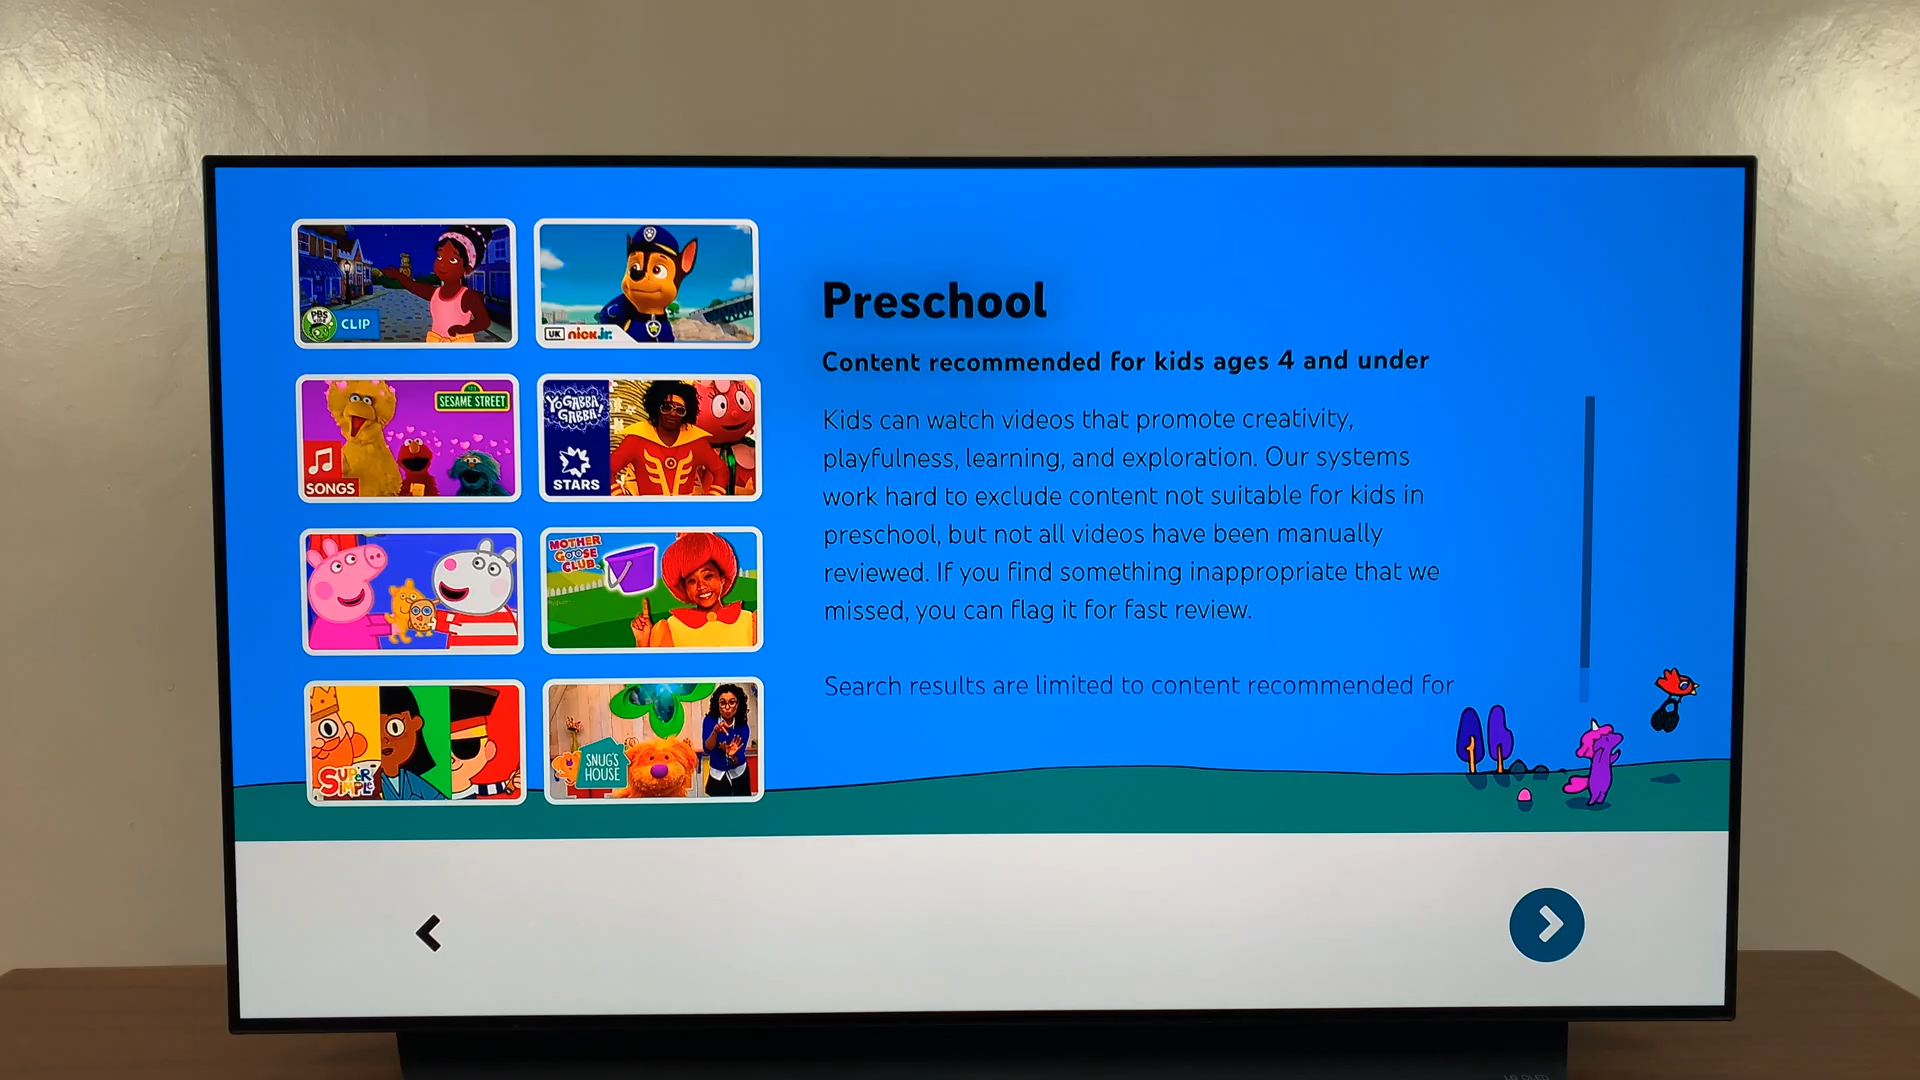 PBS
KIDS
CLIP
UK nick jr.
SESAME STREET
SONGS
YO GABBA
GABBA!
STARS
MOTHER
GOOSE
CLUB
SUPER
SIMPLE
SNUG'S
HOUSE
Preschool
Content recommended for kids ages 4 and under
Kids can watch videos that promote creativity,
playfulness, learning, and exploration. Our systems
work hard to exclude content not suitable for kids in
preschool, but not all videos have been manually
reviewed. If you find something inappropriate that we
missed, you can flag it for fast review.
Search results are limited to content recommended for